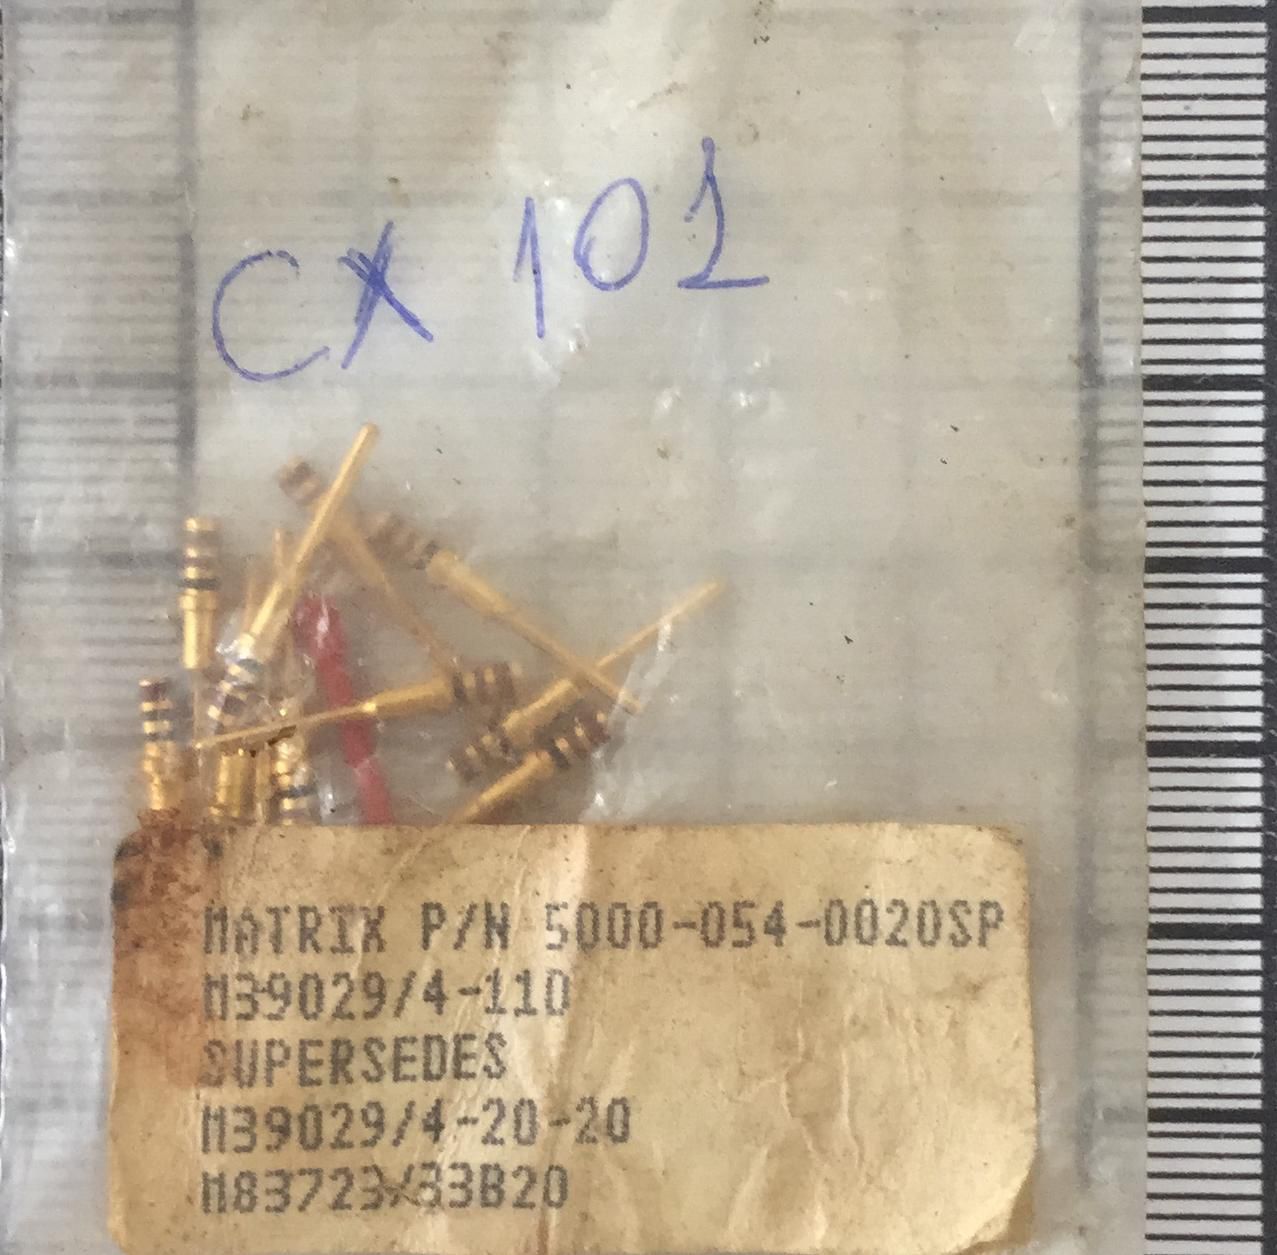 CX 101
MATRIX P/N 5000-054-0020SP
M39029/4-110
SUPERSEDES
M39029/4-20-20
M83723/33B20